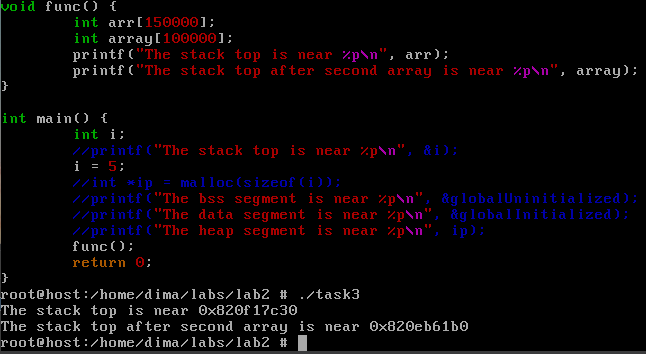 void func() {
int arr[150000];
int array[100000];
printf("The stack top is near %p\n", arr);
printf("The stack top after second array is near %p\n", array);
}
int main() {
int i;
//printf("The stack top is near %p\n", &i);
i = 5;
//int *ip = malloc(sizeof(i));
//printf("The bss segment is near %p\n", &globalUninitialized);
//printf("The data segment is near %p\n", &globalInitialized);
//printf("The heap segment is near %p\n", ip);
func();
return 0;
}
root@host:/home/dima/labs/lab2 # ./task3
The stack top is near 0x820f17c30
The stack top after second array is near 0x820eb61b0
root@host:/home/dima/labs/lab2 #